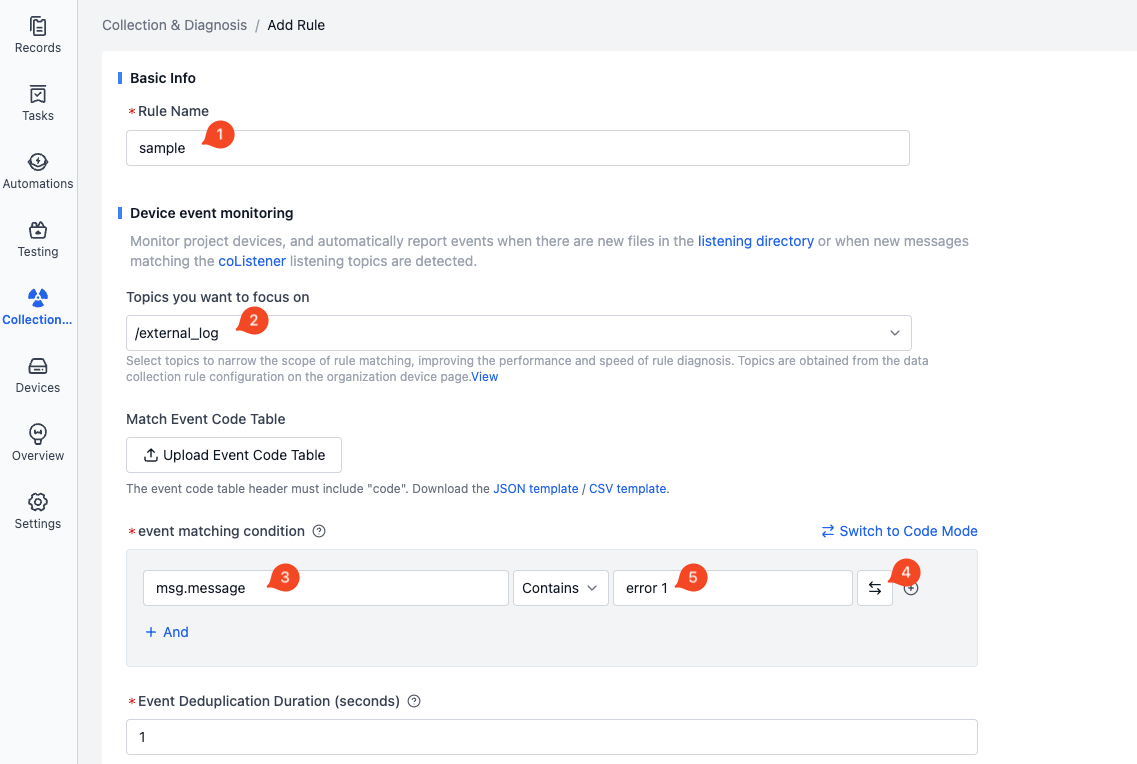 Records
Tasks
Automations
Testing
Collection...
Devices
Overview
Settings
Collection & Diagnosis / Add Rule
Basic Info
* Rule Name
1
sample
Device event monitoring
Monitor project devices, and automatically report events when there are new files in the listening directory or when new messages
matching the coListener listening topics are detected.
Topics you want to focus on
2
/external_log
Select topics to narrow the scope of rule matching, improving the performance and speed of rule diagnosis. Topics are obtained from the data
collection rule configuration on the organization device page.View
Match Event Code Table
Upload Event Code Table
The event code table header must include "code". Download the JSON template / CSV template.
* event matching condition ? Switch to Code Mode
3 5 4
msg.message Contains error 1
+ And
* Event Deduplication Duration (seconds) ?
1